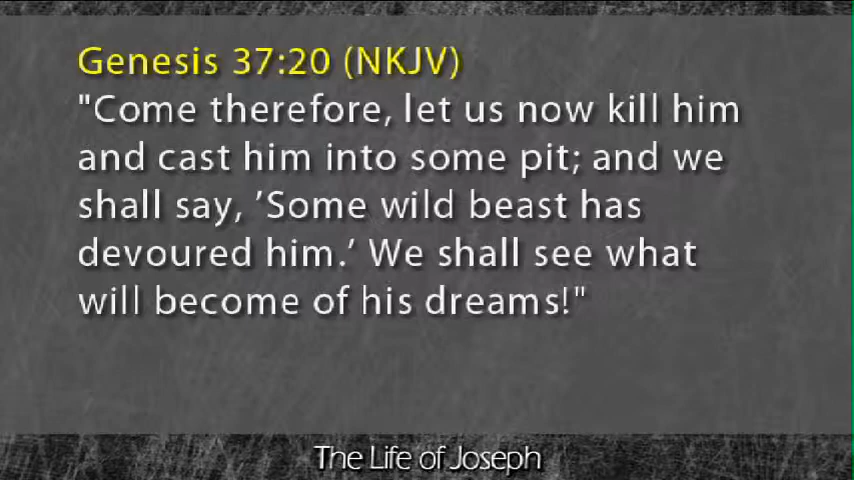 Genesis 37:20 (NKJV)
"Come therefore, let us now kill him
and cast him into some pit; and we
shall say, ’Some wild beast has
devoured him.’ We shall see what
will become of his dreams!"
The Life of Joseph